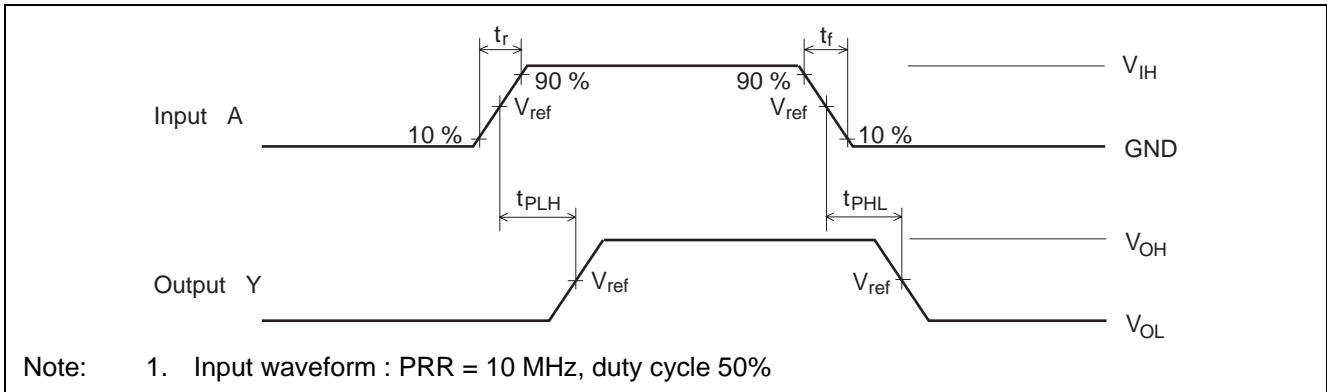 tr tf
90 % 90 % VIH
Input A Vref Vref
10 % 10 % GND
tPLH tPHL
VOH
Output Y Vref Vref
VOL
Note: 1. Input waveform : PRR = 10 MHz, duty cycle 50%